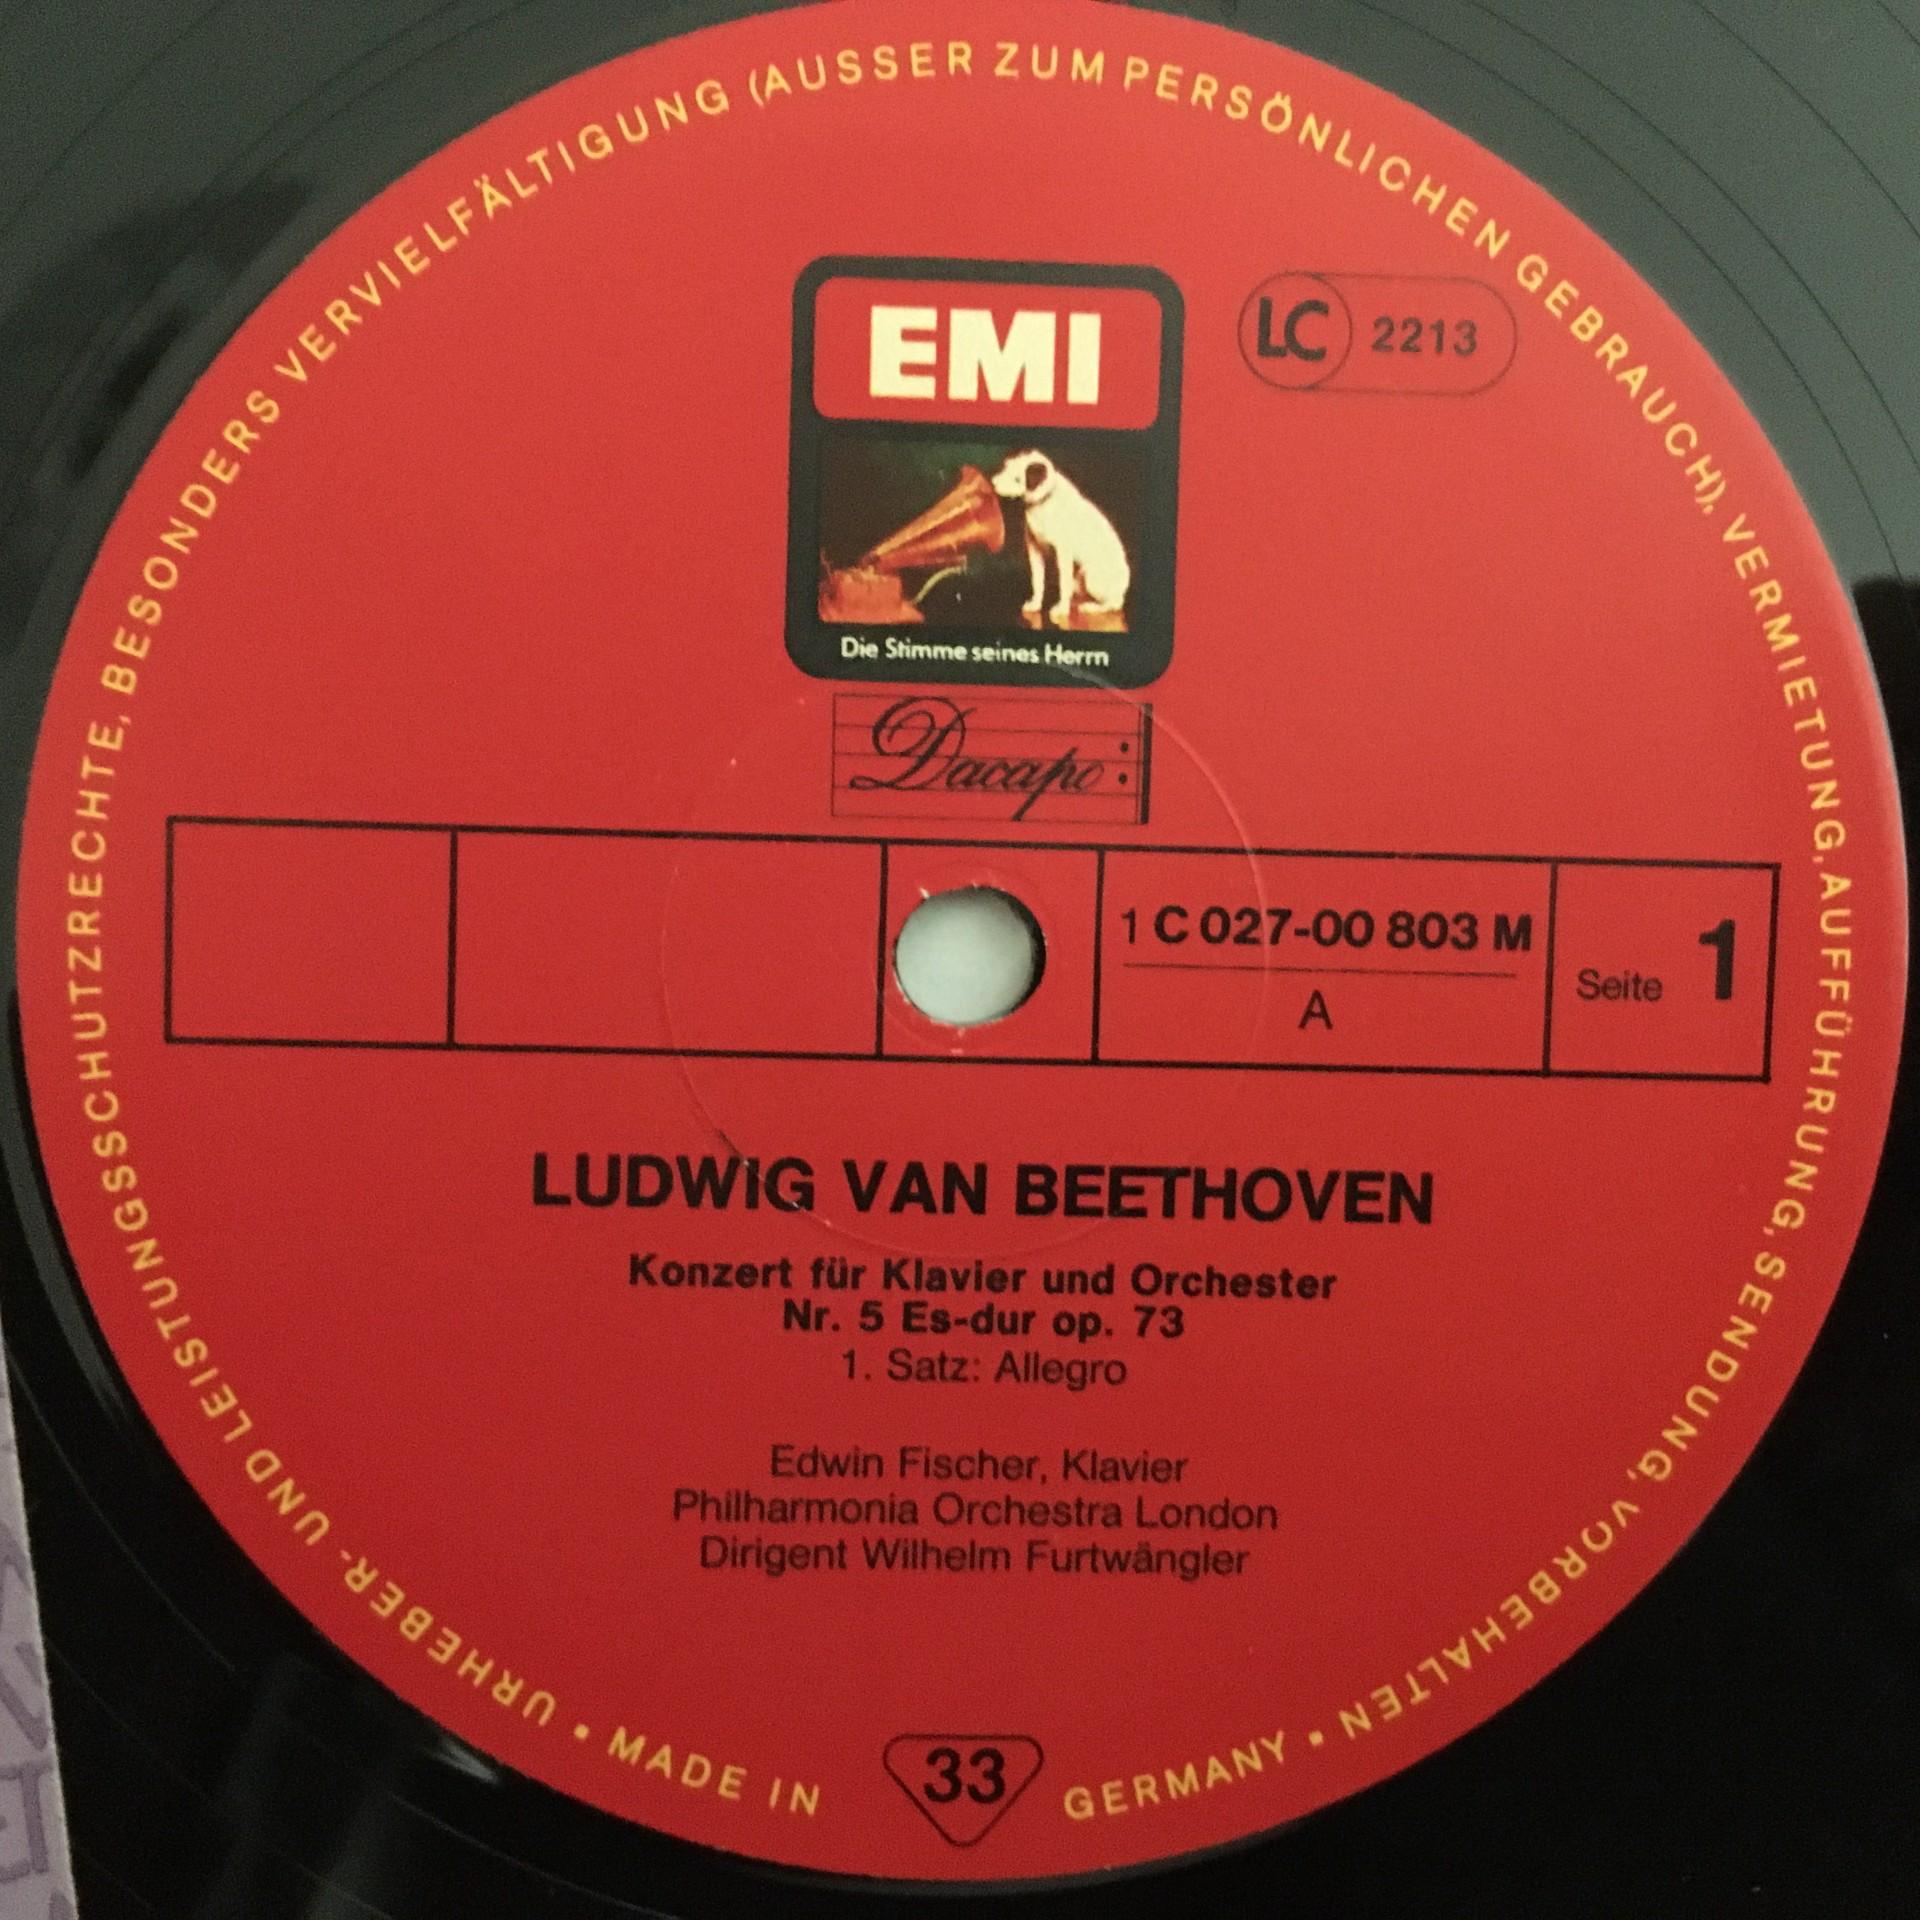 URHEBER- UND LEISTUNGSSCHUTZRECHTE, BESONDERS VERVIELFÄLTIGUNG (AUSSER ZUM PERSÖNLICHEN GEBRAUCH), VERMIETUNG, AUFFÜHRUNG, SENDUNG, VORBEHALTEN •
EMI
LC 2213
Die Stimme seines Herrn
Dacapo
1 C 027-00 803 M
A
Seite 1
LUDWIG VAN BEETHOVEN
Konzert für Klavier und Orchester
Nr. 5 Es-dur op. 73
1. Satz: Allegro
Edwin Fischer, Klavier
Philharmonia Orchestra London
Dirigent Wilhelm Furtwängler
• MADE IN GERMANY
33